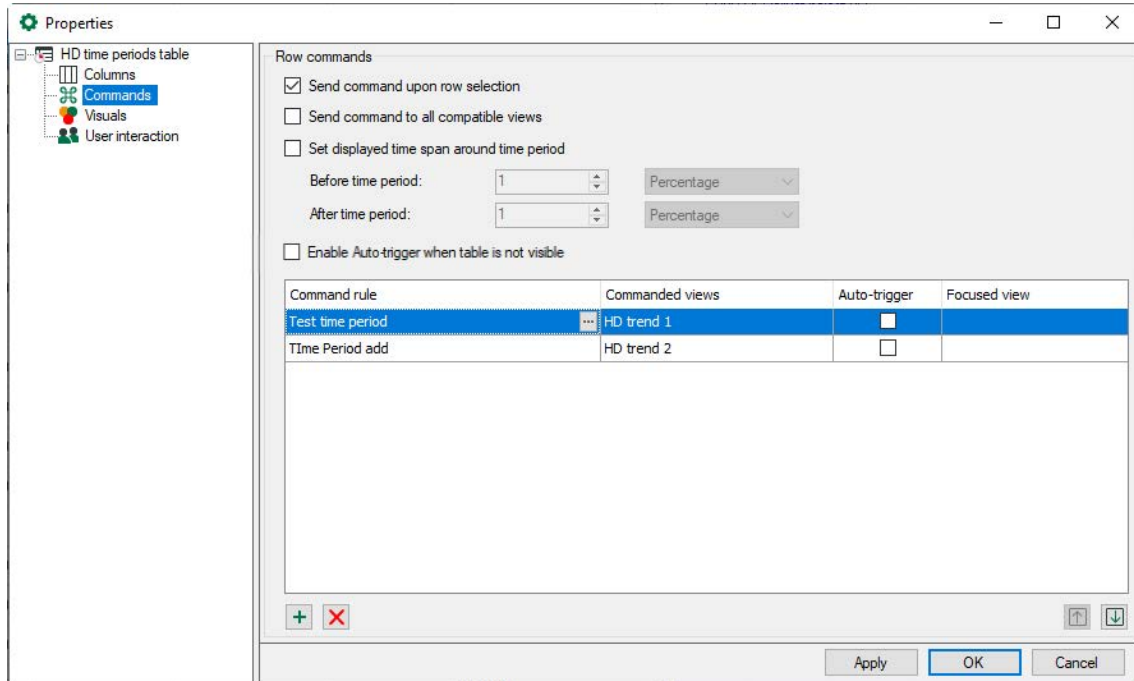 Properties
HD time periods table
Columns
Commands
Visuals
User interaction
Row commands
Send command upon row selection
Send command to all compatible views
Set displayed time span around time period
Before time period: 1 Percentage
After time period: 1 Percentage
Enable Auto-trigger when table is not visible
Command rule Commanded views Auto-trigger Focused view
Test time period ... HD trend 1
TIme Period add HD trend 2
Apply OK Cancel